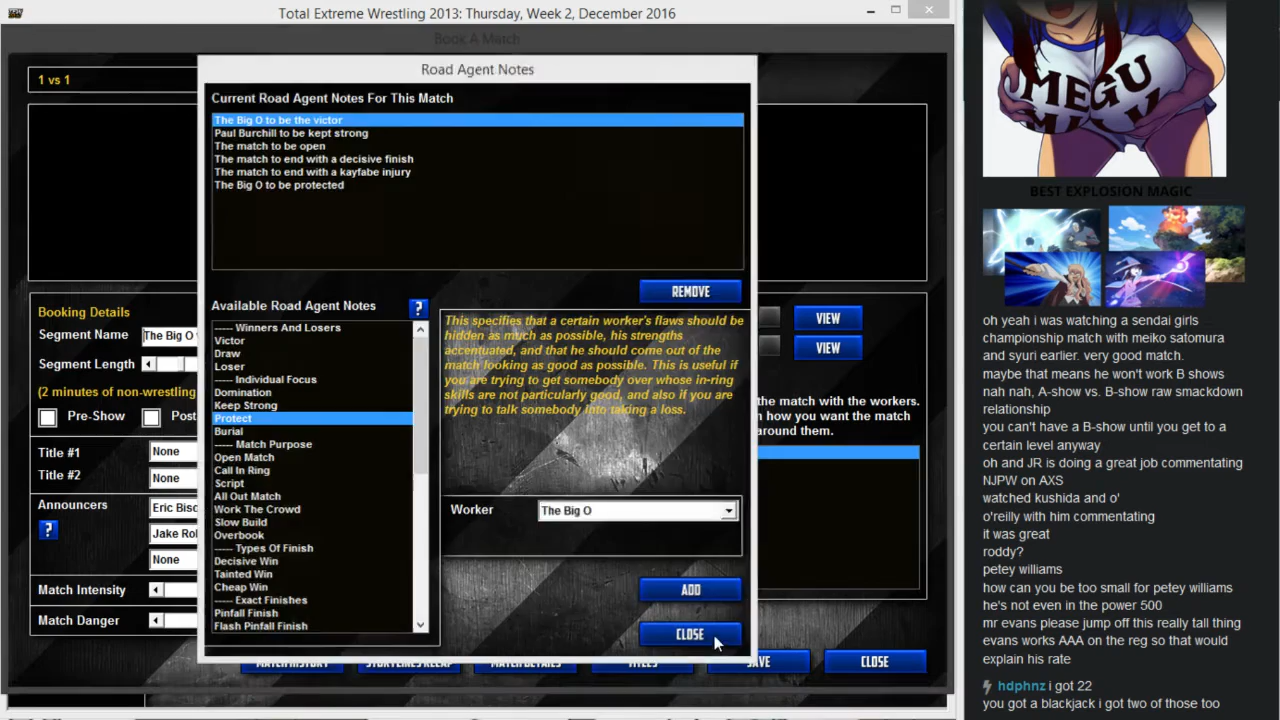 Total Extreme Wrestling 2013: Thursday, Week 2, December 2016
Book A Match
1 vs 1
Road Agent Notes
Current Road Agent Notes For This Match
The Big O to be the victor
Paul Burchill to be kept strong
The match to be open
The match to end with a decisive finish
The match to end with a kayfabe injury
The Big O to be protected
REMOVE
Booking Details
Segment Name
The Big O
Segment Length
(2 minutes of non-wrestling
Pre-Show
Post
Title #1
None
Title #2
None
Announcers
Eric Bisc
?
Jake Rol
None
Match Intensity
Match Danger
Available Road Agent Notes
?
----- Winners And Losers
Victor
Draw
Loser
----- Individual Focus
Domination
Keep Strong
Protect
Burial
----- Match Purpose
Open Match
Call In Ring
Script
All Out Match
Work The Crowd
Slow Build
Overbook
----- Types Of Finish
Decisive Win
Tainted Win
Cheap Win
----- Exact Finishes
Pinfall Finish
Flash Pinfall Finish
This specifies that a certain worker's flaws should be
hidden as much as possible, his strengths
accentuated, and that he should come out of the
match looking as good as possible. This is useful if
you are trying to get somebody over whose in-ring
skills are not particularly good, and also if you are
trying to talk somebody into taking a loss.
Worker
The Big O
ADD
CLOSE
VIEW
VIEW
the match with the workers.
how you want the match
around them.
MATCH HISTORY
STORYLINES RECAP
MATCH DETAILS
TITLES
SAVE
CLOSE
OMEGU
BEST EXPLOSION MAGIC
oh yeah i was watching a sendai girls
championship match with meiko satomura
and syuri earlier. very good match.
maybe that means he won't work B shows
nah nah, A-show vs. B-show raw smackdown
relationship
you can't have a B-show until you get to a
certain level anyway
oh and JR is doing a great job commentating
NJPW on AXS
watched kushida and o'
o'reilly with him commentating
it was great
roddy?
petey williams
how can you be too small for petey williams
he's not even in the power 500
mr evans please jump off this really tall thing
evans works AAA on the reg so that would
explain his rate
hdphnz i got 22
you got a blackjack i got two of those too